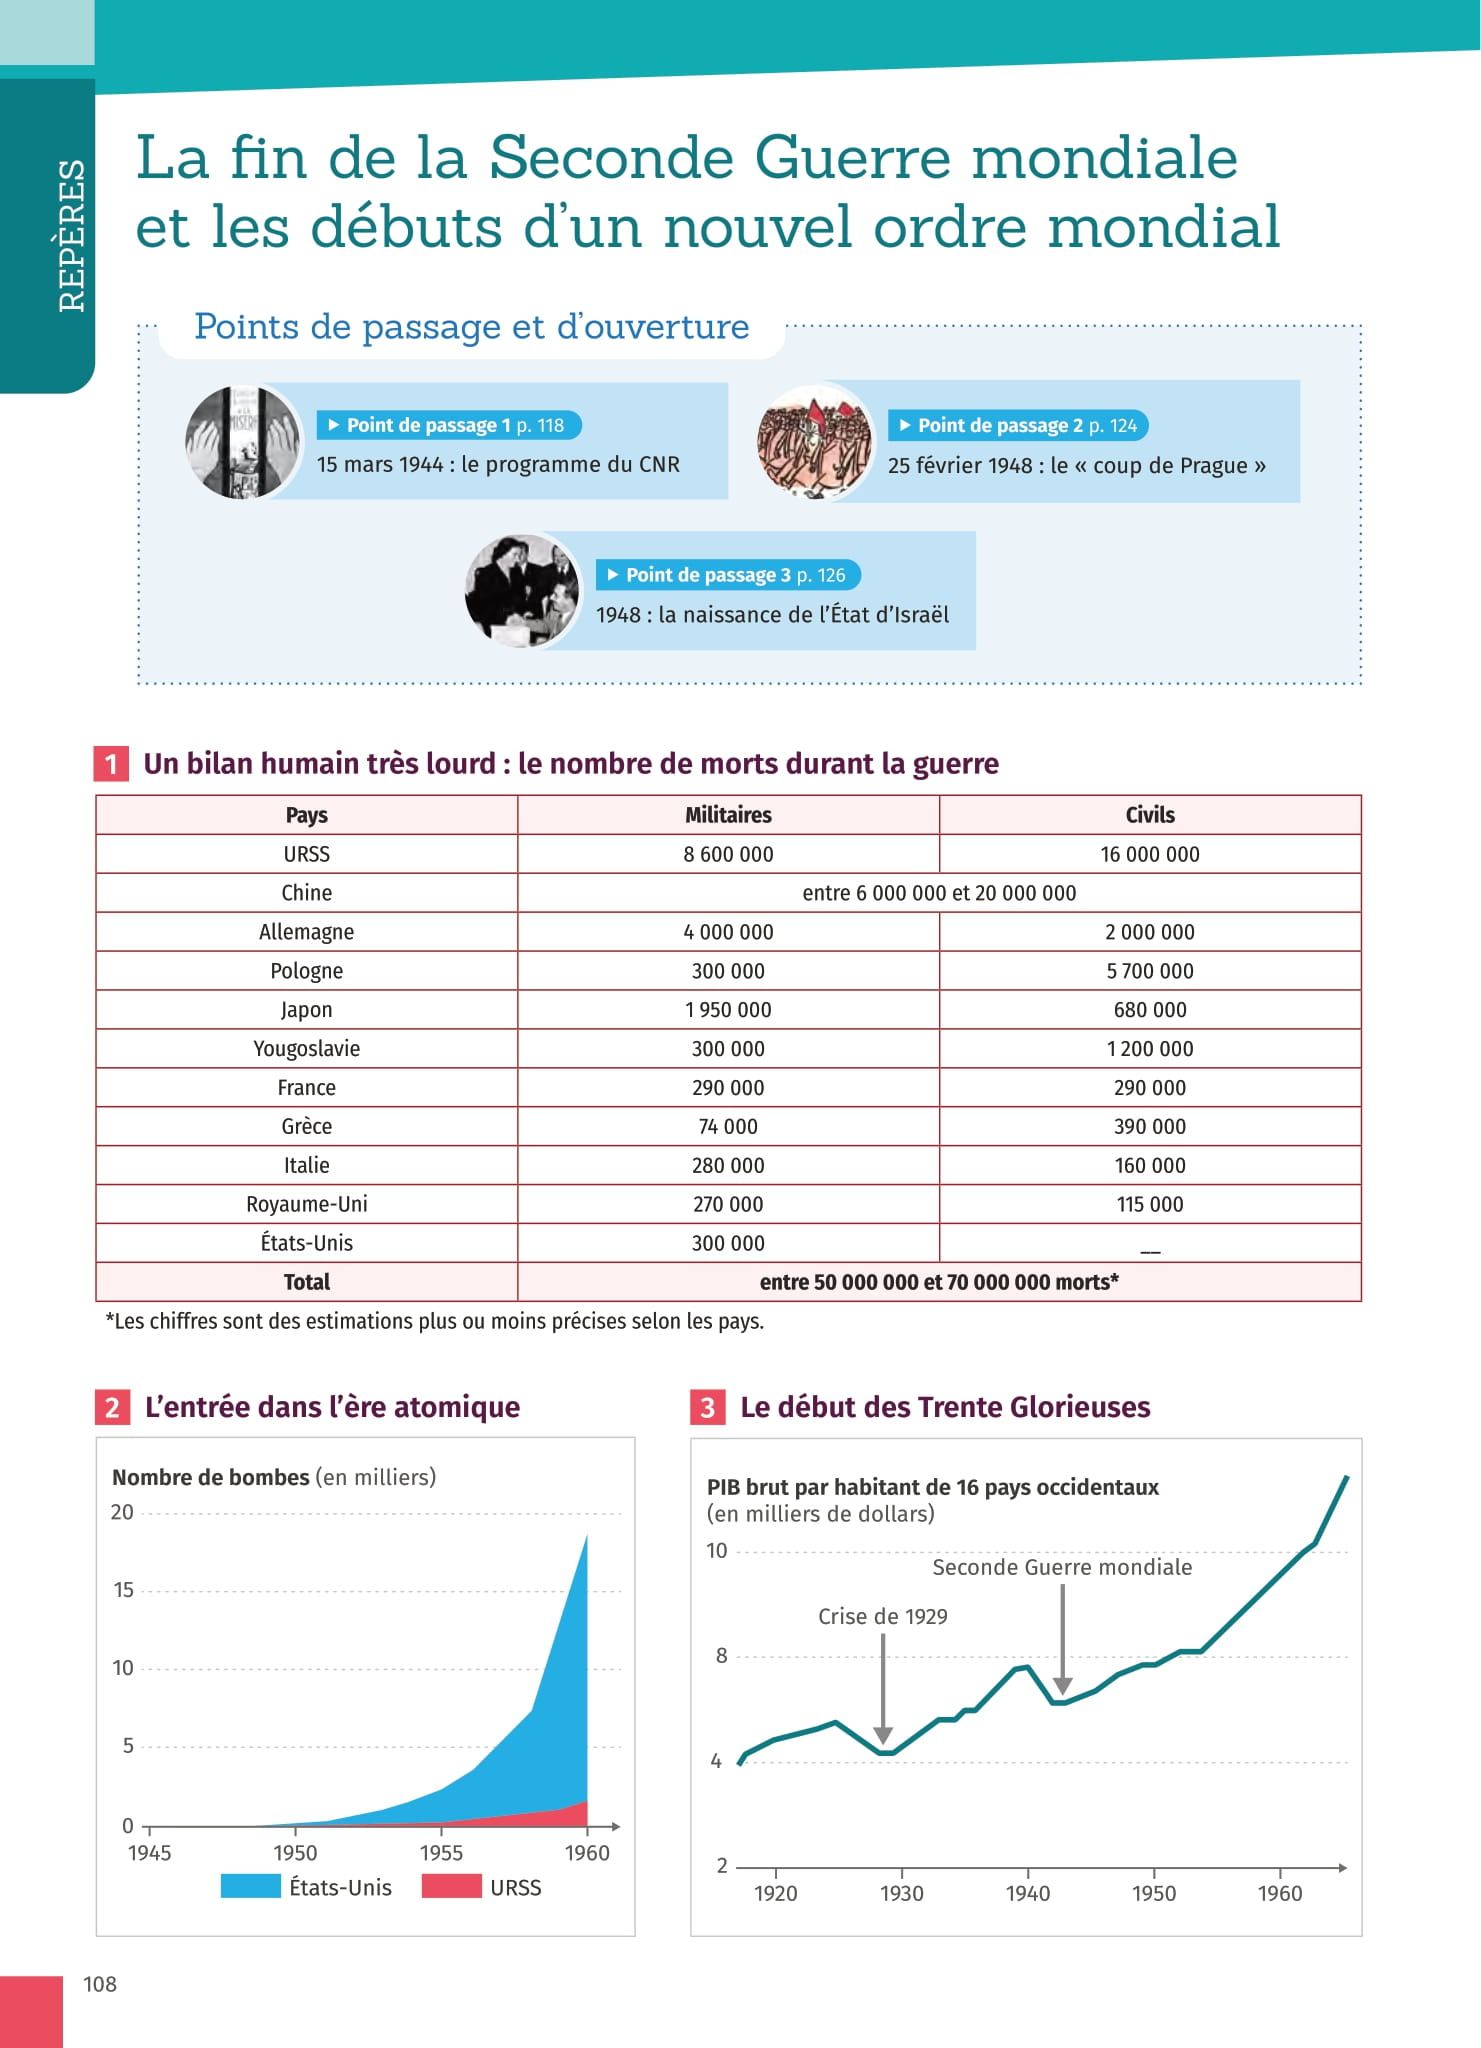 REPÈRES
La fin de la Seconde Guerre mondiale
et les débuts d’un nouvel ordre mondial
Points de passage et d’ouverture
▶ Point de passage 1 p. 118
15 mars 1944 : le programme du CNR
▶ Point de passage 2 p. 124
25 février 1948 : le « coup de Prague »
▶ Point de passage 3 p. 126
1948 : la naissance de l’État d’Israël
1 Un bilan humain très lourd : le nombre de morts durant la guerre
Pays Militaires Civils
URSS 8 600 000 16 000 000
Chine entre 6 000 000 et 20 000 000
Allemagne 4 000 000 2 000 000
Pologne 300 000 5 700 000
Japon 1 950 000 680 000
Yougoslavie 300 000 1 200 000
France 290 000 290 000
Grèce 74 000 390 000
Italie 280 000 160 000
Royaume-Uni 270 000 115 000
États-Unis 300 000 __
Total entre 50 000 000 et 70 000 000 morts*
*Les chiffres sont des estimations plus ou moins précises selon les pays.
2 L’entrée dans l’ère atomique
Nombre de bombes (en milliers)
20
15
10
5
0
1945 1950 1955 1960
États-Unis URSS
3 Le début des Trente Glorieuses
PIB brut par habitant de 16 pays occidentaux
(en milliers de dollars)
10
Seconde Guerre mondiale
Crise de 1929
8
4
2
1920 1930 1940 1950 1960
108